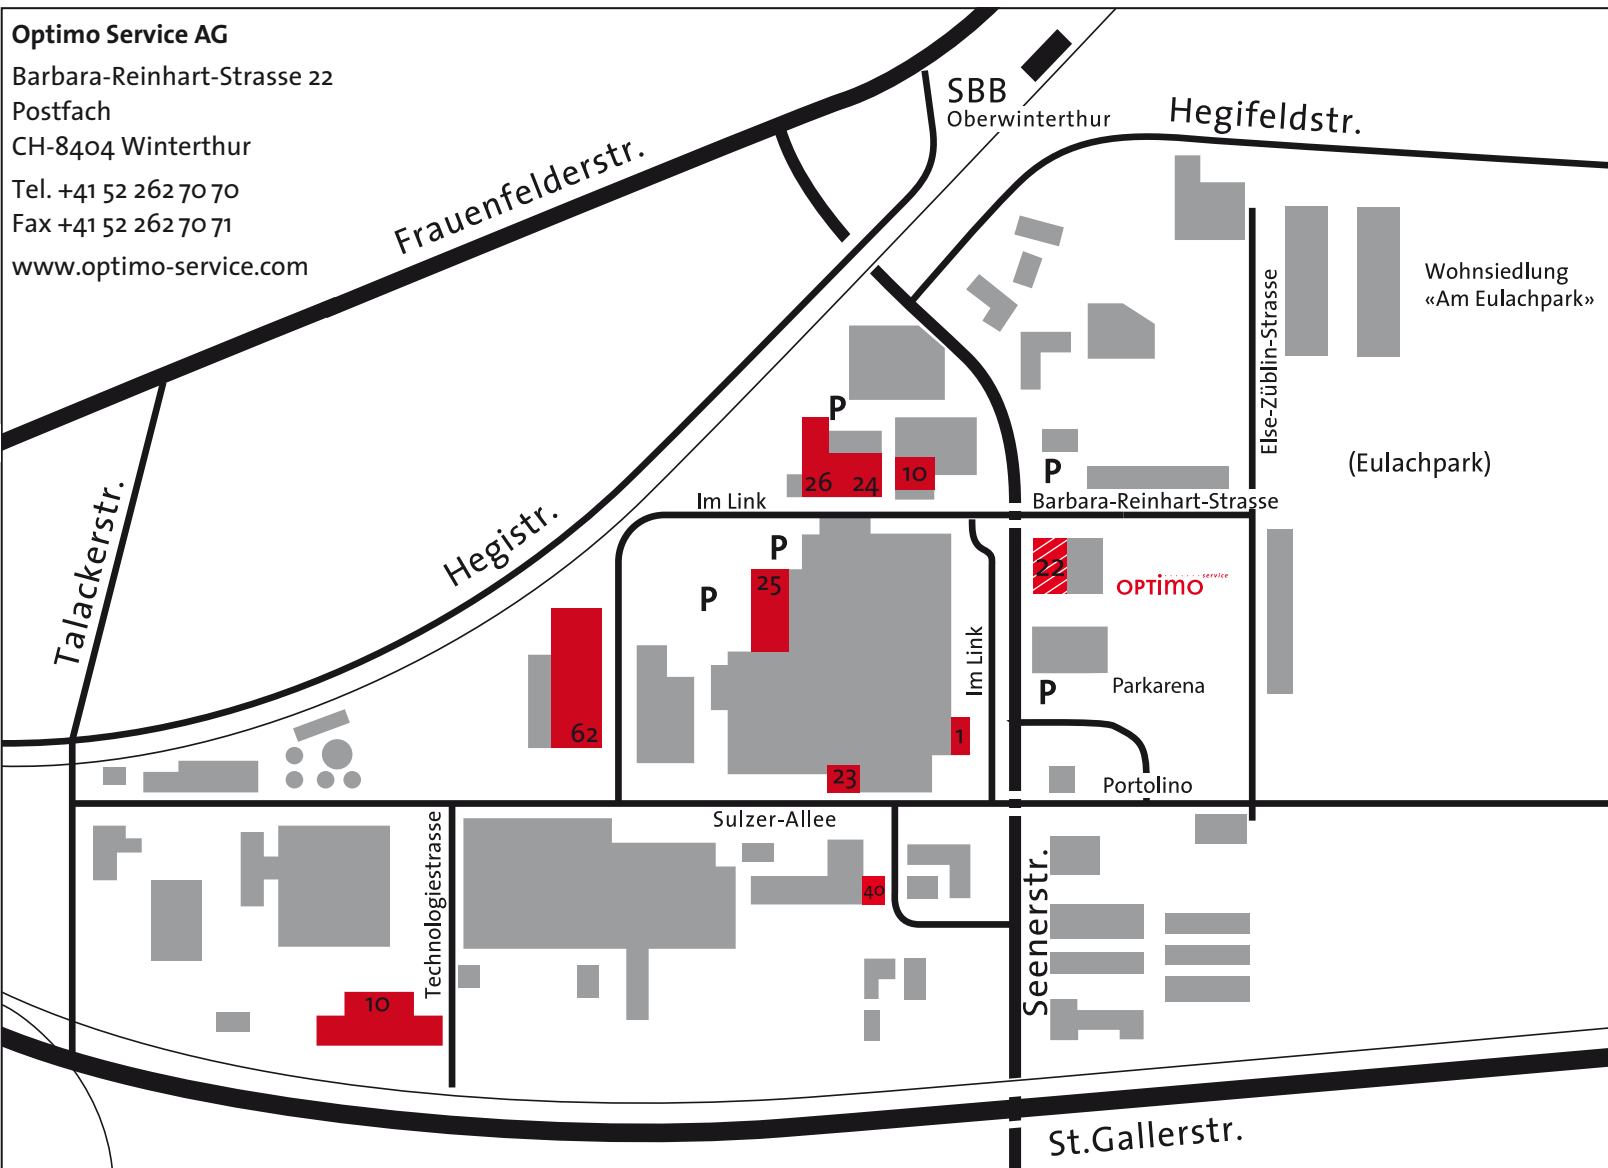 Optimo Service AG
Barbara-Reinhart-Strasse 22
Postfach
CH-8404 Winterthur
Tel. +41 52 262 70 70
Fax +41 52 262 70 71
www.optimo-service.com
SBB
Oberwinterthur
Hegifeldstr.
Frauenfelderstr.
Wohnsiedlung
«Am Eulachpark»
Else-Züblin-Strasse
P
(Eulachpark)
P
26
24
10
Im Link
Barbara-Reinhart-Strasse
Talackerstr.
Hegistr.
P
25
P
22
OPTIMO
service
Im Link
P
Parkarena
62
1
23
Portolino
Sulzer-Allee
Technologiestrasse
40
Seenerstr.
10
St.Gallerstr.